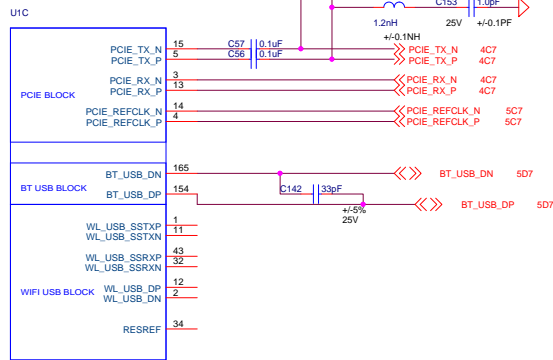 U1C
C153 1.0pF
1.2nH 25V +/-0.1PF
+/-0.1NH
PCIE_TX_N 15 C57 0.1uF PCIE_TX_N 4C7
PCIE_TX_P 5 C56 0.1uF PCIE_TX_P 4C7
PCIE_RX_N 3 PCIE_RX_N 4C7
PCIE_RX_P 13 PCIE_RX_P 4C7
PCIE BLOCK
PCIE_REFCLK_N 14 PCIE_REFCLK_N 5C7
PCIE_REFCLK_P 4 PCIE_REFCLK_P 5C7
BT_USB_DN 165 BT_USB_DN 5D7
BT USB BLOCK
BT_USB_DP 154 C142 33pF BT_USB_DP 5D7
+/-5%
25V
WL_USB_SSTXP 1
WL_USB_SSTXN 11
WL_USB_SSRXP 43
WL_USB_SSRXN 32
WIFI USB BLOCK WL_USB_DP 12
WL_USB_DN 2
RESREF 34